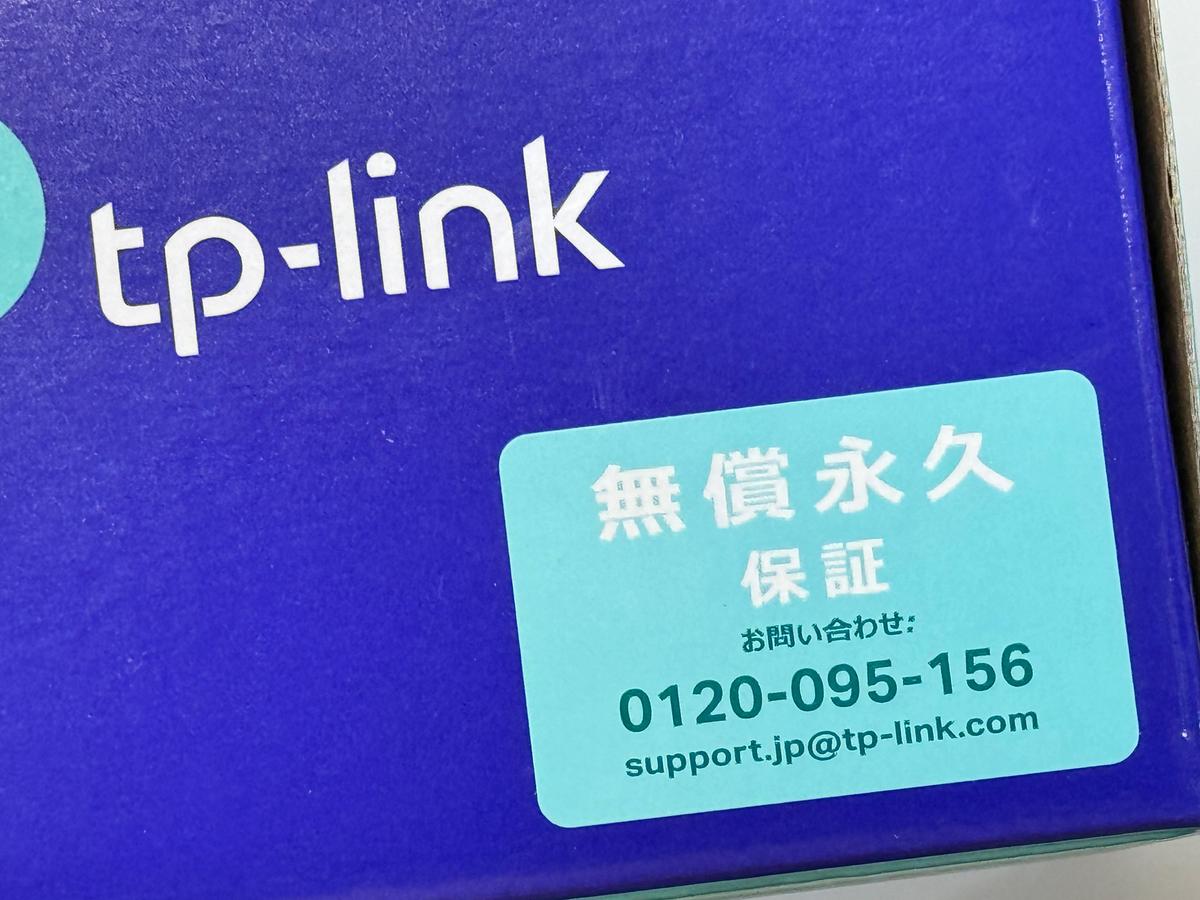 tp-link
無償永久
保証
お問い合わせ:
0120-095-156
support.jp@tp-link.com